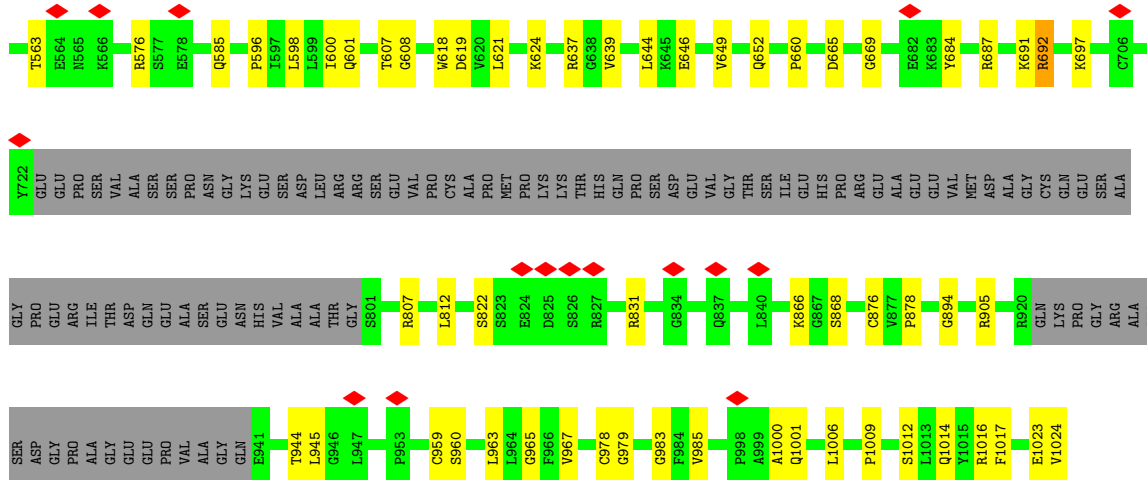 T563 E564 N565 K566 R576 S577 E578 Q585 P596 I597 L598 L599 I600 Q601 T607 G608 W618 D619 V620 L621 K624 R637 G638 V639 L644 K645 E646 V649 Q652 P660 D665 G669 E682 K683 Y684 R687 K691 R692 K697 C706
Y722 GLU GLU PRO SER VAL ALA SER SER PRO ASN GLY LYS GLU SER ASP LEU ARG ARG SER GLU VAL PRO CYS ALA PRO MET PRO LYS LYS THR HIS GLN PRO SER ASP GLU VAL GLY THR SER ILE GLU HIS PRO ARG GLU ALA GLU GLU VAL MET ASP ALA GLY CYS GLN GLU SER ALA
GLY PRO GLU ARG ILE THR ASP GLN GLU ALA SER GLU ASN HIS VAL ALA ALA THR GLY S801 R807 L812 S822 S823 E824 D825 S826 R827 R831 G834 Q837 L840 K866 G867 S868 C876 V877 P878 G894 R905 R920 GLN LYS PRO GLY ARG ALA
SER ASP GLY PRO ALA GLY GLU GLU PRO VAL ALA GLY GLN E941 T944 L945 G946 L947 P953 C959 S960 L963 L964 G965 F966 V967 C978 G979 G983 F984 V985 P998 A999 A1000 Q1001 L1006 P1009 S1012 L1013 Q1014 Y1015 R1016 F1017 E1023 V1024